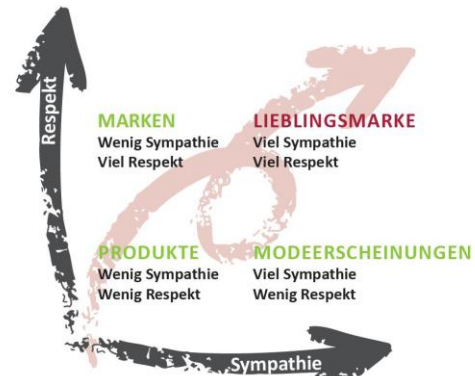 Respekt
MARKEN
Wenig Sympathie
Viel Respekt
LIEBLINGSMARKE
Viel Sympathie
Viel Respekt
PRODUKTE
Wenig Sympathie
Wenig Respekt
MODEERSCHEINUNGEN
Viel Sympathie
Wenig Respekt
Sympathie